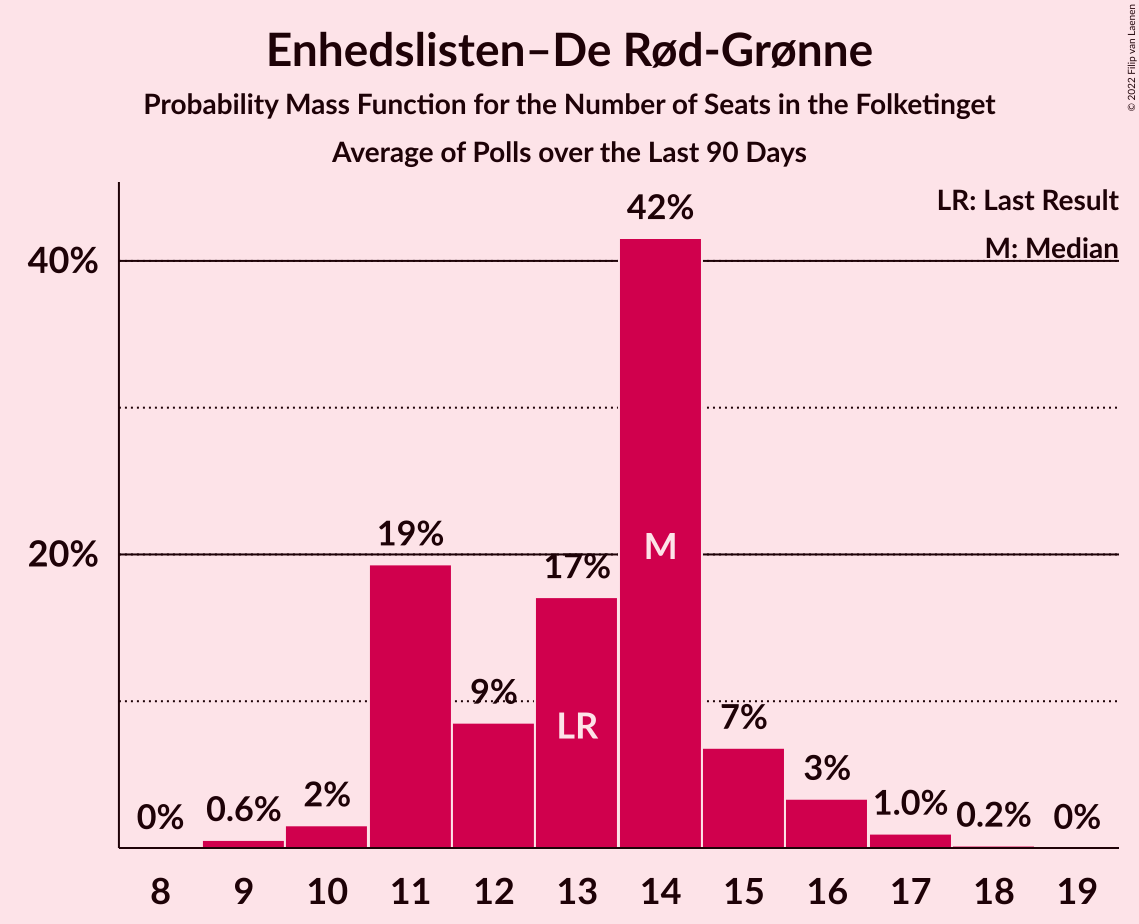 Enhedslisten–De Rød-Grønne
Probability Mass Function for the Number of Seats in the Folketinget
Average of Polls over the Last 90 Days
© 2022 Filip van Laenen
LR: Last Result
M: Median
40%
20%
0%
0.6%
2%
19%
9%
17%
42%
7%
3%
1.0%
0.2%
0%
LR
M
8 9 10 11 12 13 14 15 16 17 18 19